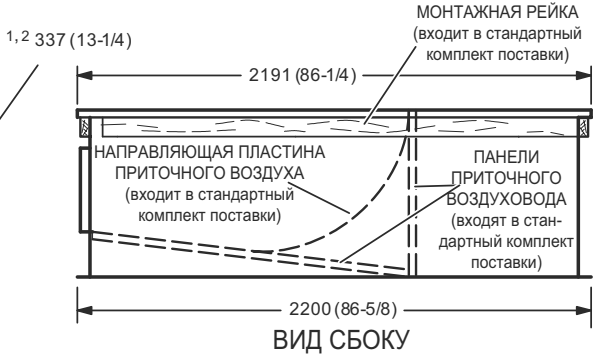 МОНТАЖНАЯ РЕЙКА
(входит в стандартный
комплект поставки)
1, 2 337 (13-1/4)
2191 (86-1/4)
НАПРАВЛЯЮЩАЯ ПЛАСТИНА
ПРИТОЧНОГО ВОЗДУХА
(входит в стандартный
комплект поставки)
ПАНЕЛИ
ПРИТОЧНОГО
ВОЗДУХОВОДА
(входят в стан-
дартный комплект
поставки)
2200 (86-5/8)
ВИД СБОКУ